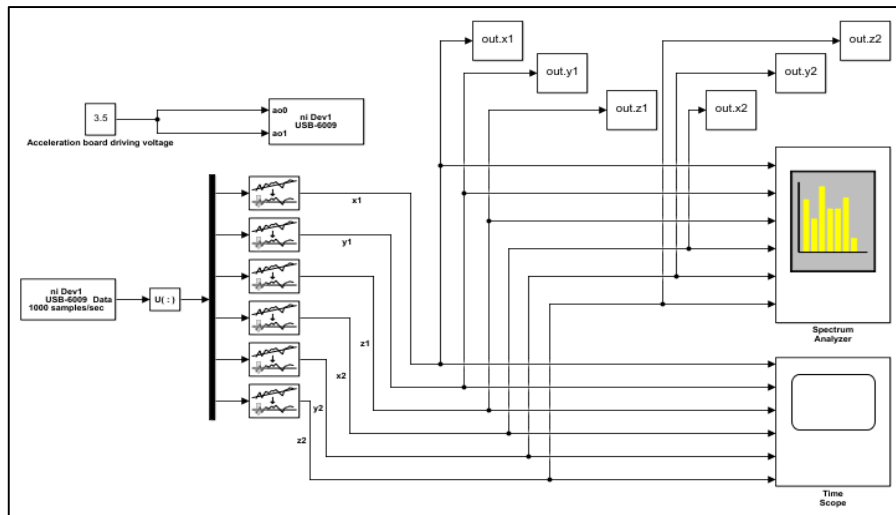 out.x1
out.z2
out.y1
out.y2
out.z1
out.x2
3.5
ao0
ao1
ni Dev1
USB-6009
Acceleration board driving voltage
x1
y1
z1
x2
y2
z2
ni Dev1
USB-6009 Data
1000 samples/sec
U( : )
Spectrum
Analyzer
Time
Scope